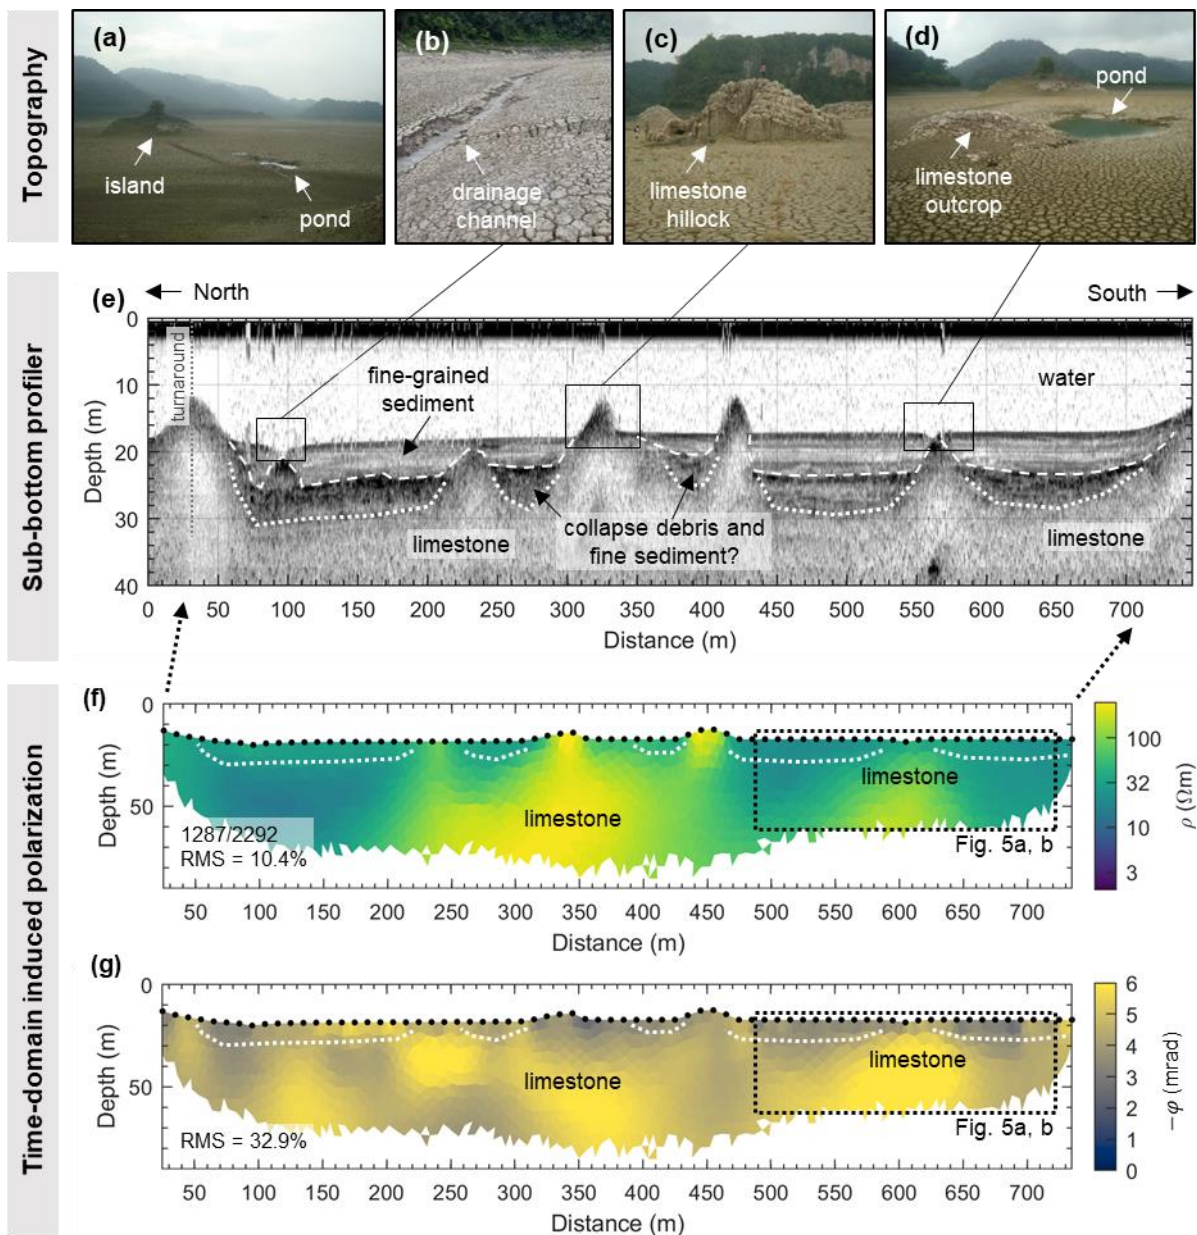 Topography
(a)
island
pond
(b)
drainage
channel
(c)
limestone
hillock
(d)
pond
limestone
outcrop
Sub-bottom profiler
(e)
North
South
turnaround
fine-grained
sediment
water
limestone
collapse debris and
fine sediment?
limestone
Depth (m)
0
10
20
30
40
0 50 100 150 200 250 300 350 400 450 500 550 600 650 700
Distance (m)
Time-domain induced polarization
(f)
Depth (m)
0
50
limestone
limestone
1287/2292
RMS = 10.4%
Fig. 5a, b
50 100 150 200 250 300 350 400 450 500 550 600 650 700
Distance (m)
100
32
10
3
ρ (Ωm)
(g)
Depth (m)
0
50
limestone
limestone
RMS = 32.9%
Fig. 5a, b
50 100 150 200 250 300 350 400 450 500 550 600 650 700
Distance (m)
6
5
4
3
2
1
0
−φ (mrad)